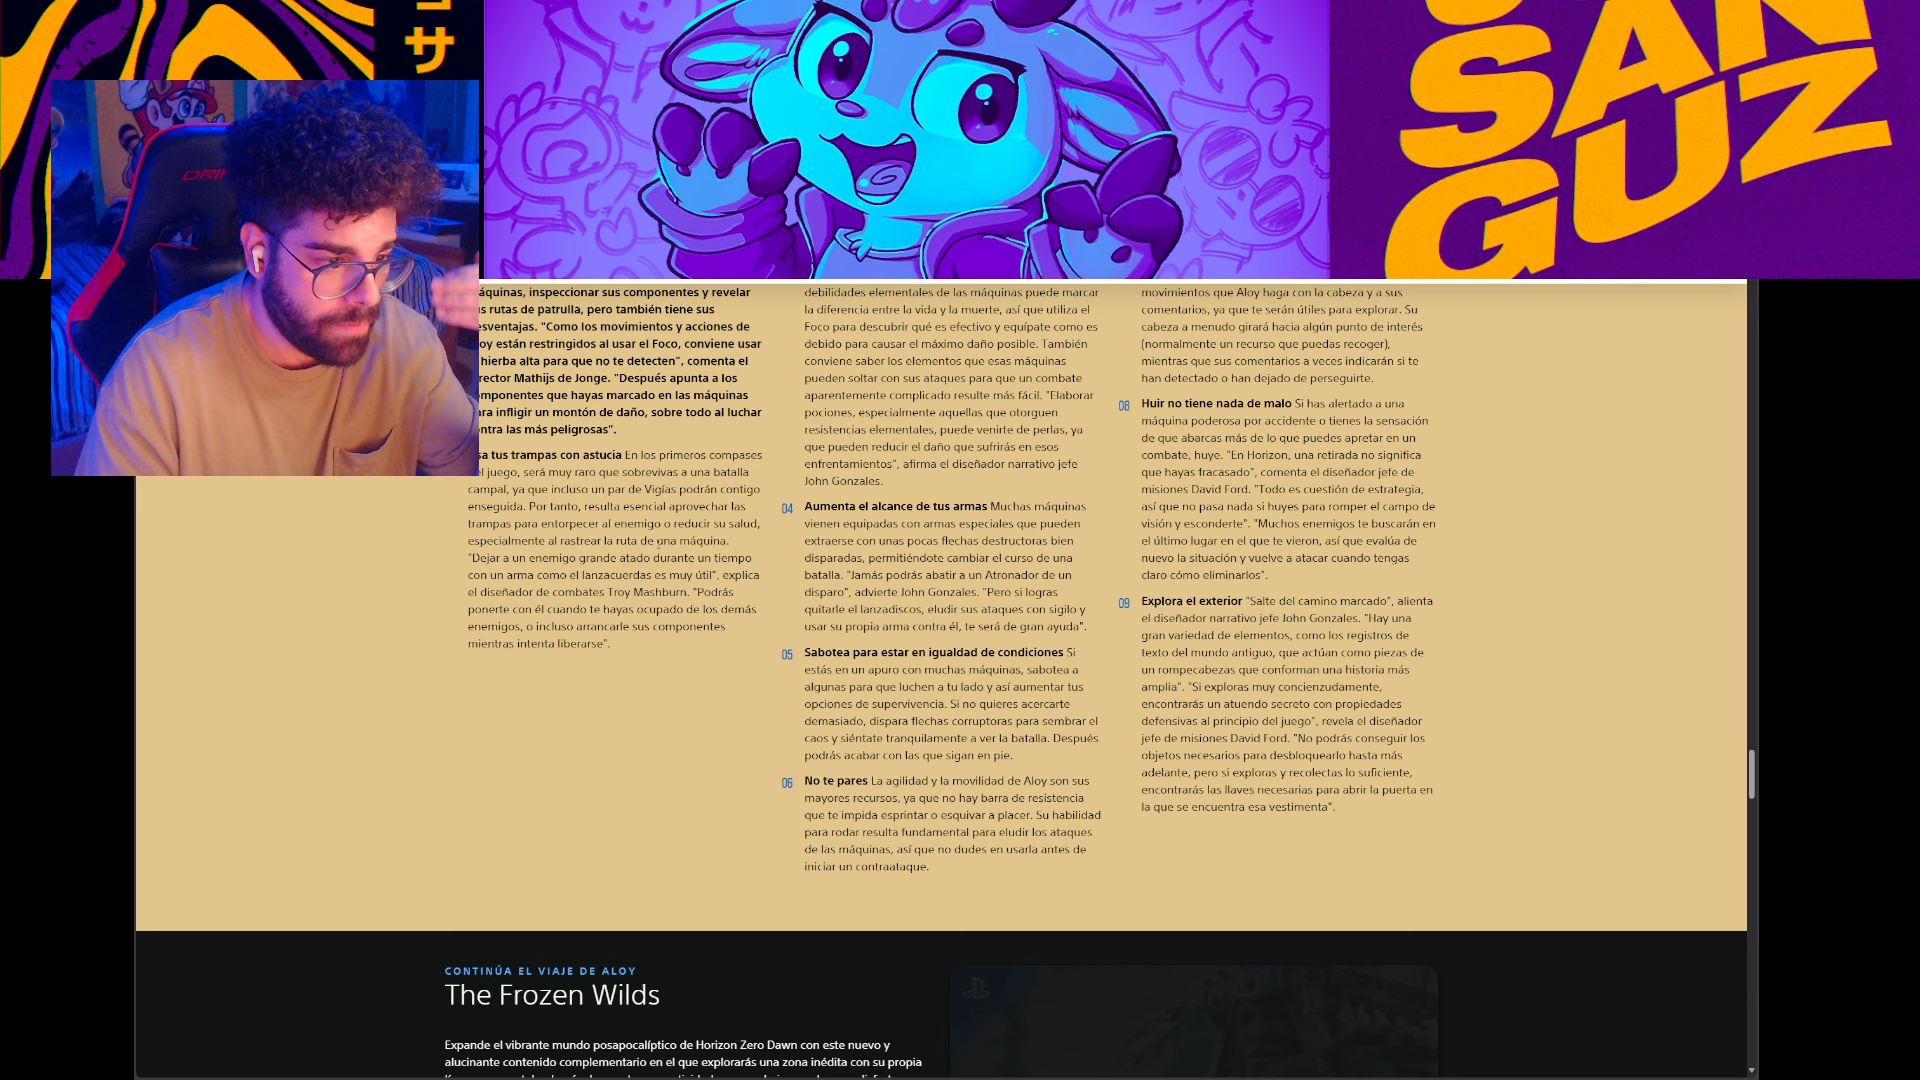 サ
SAN
GUZ
máquinas, inspeccionar sus componentes y revelar
rutas de patrulla, pero también tiene sus
"Como los movimientos y acciones de
están restringidos al usar el Foco, conviene usar
hierba alta para que no te detecten", comenta el
Mathijs de Jonge. "Después apunta a los
que hayas marcado en las máquinas
infligir un montón de daño, sobre todo al luchar
las más peligrosas".
tus trampas con astucia En los primeros compases
juego, será muy raro que sobrevivas a una batalla
campal, ya que incluso un par de Vigías podrán contigo
enseguida. Por tanto, resulta esencial aprovechar las
trampas para entorpecer al enemigo o reducir su salud,
especialmente al rastrear la ruta de una máquina.
"Dejar a un enemigo grande atado durante un tiempo
con un arma como el lanzacuerdas es muy útil", explica
el diseñador de combates Troy Mashburn. "Podrás
ponerte con él cuando te hayas ocupado de los demás
enemigos, o incluso arrancarle sus componentes
mientras intenta liberarse".
debilidades elementales de las máquinas puede marcar
la diferencia entre la vida y la muerte, así que utiliza el
Foco para descubrir qué es efectivo y equípate como es
debido para causar el máximo daño posible. También
conviene saber los elementos que esas máquinas
pueden soltar con sus ataques para que un combate
aparentemente complicado resulte más fácil. "Elaborar
pociones, especialmente aquellas que otorguen
resistencias elementales, puede venirte de perlas, ya
que pueden reducir el daño que sufrirás en esos
enfrentamientos", afirma el diseñador narrativo jefe
John Gonzales.
04 Aumenta el alcance de tus armas Muchas máquinas
vienen equipadas con armas especiales que pueden
extraerse con unas pocas flechas destructoras bien
disparadas, permitiéndote cambiar el curso de una
batalla. "Jamás podrás abatir a un Atronador de un
disparo", advierte John Gonzales. "Pero si logras
quitarle el lanzadiscos, eludir sus ataques con sigilo y
usar su propia arma contra él, te será de gran ayuda".
05 Sabotea para estar en igualdad de condiciones Si
estás en un apuro con muchas máquinas, sabotea a
algunas para que luchen a tu lado y así aumentar tus
opciones de supervivencia. Si no quieres acercarte
demasiado, dispara flechas corruptoras para sembrar el
caos y siéntate tranquilamente a ver la batalla. Después
podrás acabar con las que sigan en pie.
06 No te pares La agilidad y la movilidad de Aloy son sus
mayores recursos, ya que no hay barra de resistencia
que te impida esprintar o esquivar a placer. Su habilidad
para rodar resulta fundamental para eludir los ataques
de las máquinas, así que no dudes en usarla antes de
iniciar un contraataque.
movimientos que Aloy haga con la cabeza y a sus
comentarios, ya que te serán útiles para explorar. Su
cabeza a menudo girará hacia algún punto de interés
(normalmente un recurso que puedas recoger),
mientras que sus comentarios a veces indicarán si te
han detectado o han dejado de perseguirte.
08 Huir no tiene nada de malo Si has alertado a una
máquina poderosa por accidente o tienes la sensación
de que abarcas más de lo que puedes apretar en un
combate, huye. "En Horizon, una retirada no significa
que hayas fracasado", comenta el diseñador jefe de
misiones David Ford. "Todo es cuestión de estrategia,
así que no pasa nada si huyes para romper el campo de
visión y esconderte". "Muchos enemigos te buscarán en
el último lugar en el que te vieron, así que evalúa de
nuevo la situación y vuelve a atacar cuando tengas
claro cómo eliminarlos".
09 Explora el exterior "Salte del camino marcado", alienta
el diseñador narrativo jefe John Gonzales. "Hay una
gran variedad de elementos, como los registros de
texto del mundo antiguo, que actúan como piezas de
un rompecabezas que conforman una historia más
amplia". "Si exploras muy concienzudamente,
encontrarás un atuendo secreto con propiedades
defensivas al principio del juego", revela el diseñador
jefe de misiones David Ford. "No podrás conseguir los
objetos necesarios para desbloquearlo hasta más
adelante, pero si exploras y recolectas lo suficiente,
encontrarás las llaves necesarias para abrir la puerta en
la que se encuentra esa vestimenta".
CONTINÚA EL VIAJE DE ALOY
The Frozen Wilds
Expande el vibrante mundo posapocalíptico de Horizon Zero Dawn con este nuevo y
alucinante contenido complementario en el que explorarás una zona inédita con su propia